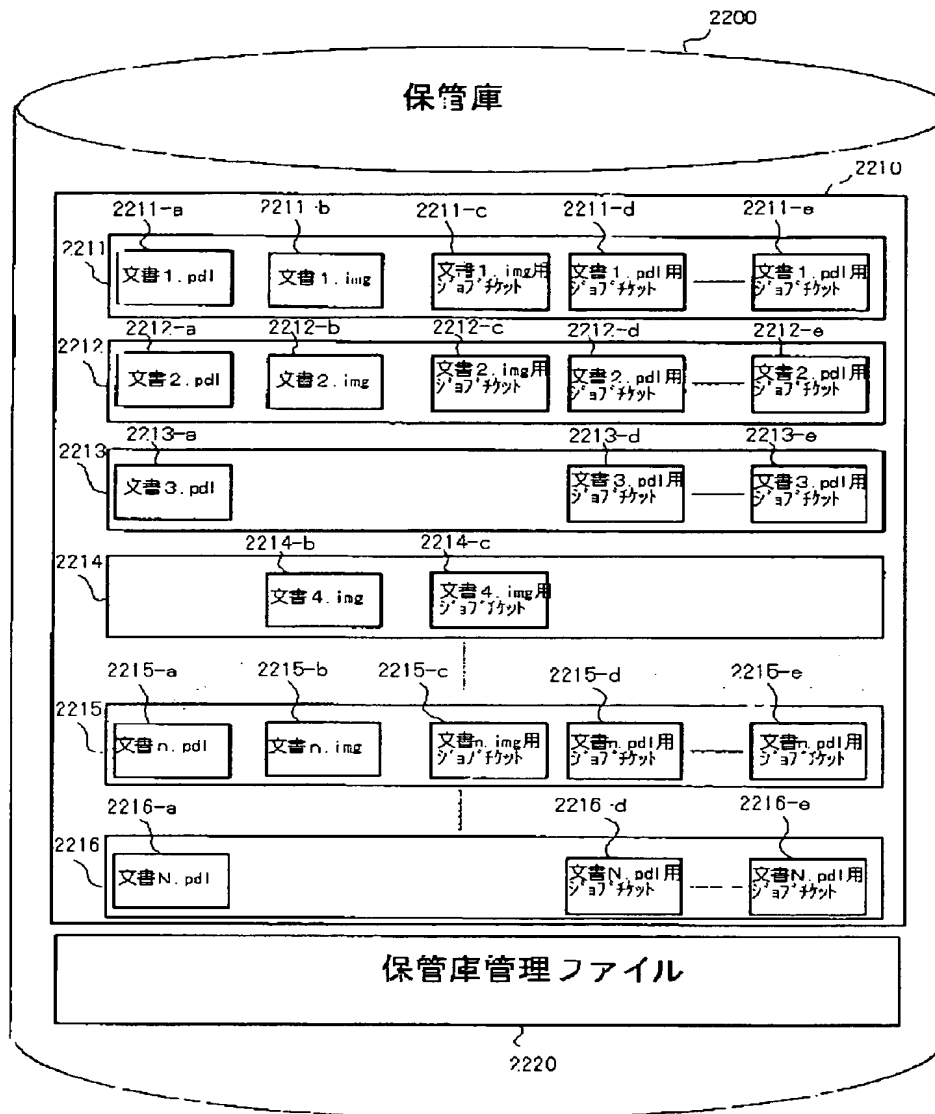 2200
保管庫
2210
2211-a 2211-b 2211-c 2211-d 2211-e
2211
文書1.pdl 文書1.img 文書1.img用 文書1.pdl用 文書1.pdl用
ジョブチケット ジョブチケット ジョブチケット
2212-a 2212-b 2212-c 2212-d 2212-e
2212
文書2.pdl 文書2.img 文書2.img用 文書2.pdl用 文書2.pdl用
ジョブチケット ジョブチケット ジョブチケット
2213-a 2213-d 2213-e
2213
文書3.pdl 文書3.pdl用 文書3.pdl用
ジョブチケット ジョブチケット
2214-b 2214-c
2214
文書4.img 文書4.img用
ジョブチケット
2215-a 2215-b 2215-c 2215-d 2215-e
2215
文書n.pdl 文書n.img 文書n.img用 文書n.pdl用 文書n.pdl用
ジョブチケット ジョブチケット ジョブチケット
2216-a 2216-d 2216-e
2216
文書N.pdl 文書N.pdl用 文書N.pdl用
ジョブチケット ジョブチケット
保管庫管理ファイル
2220